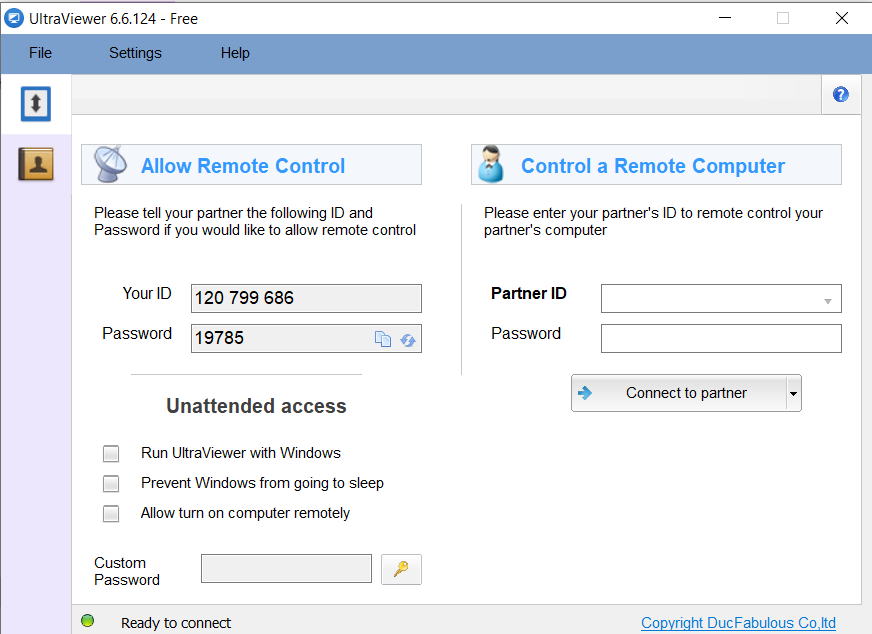 UltraViewer 6.6.124 - Free
File Settings Help
Allow Remote Control
Please tell your partner the following ID and
Password if you would like to allow remote control
Your ID 120 799 686
Password 19785
Unattended access
Run UltraViewer with Windows
Prevent Windows from going to sleep
Allow turn on computer remotely
Custom
Password
Control a Remote Computer
Please enter your partner's ID to remote control your
partner's computer
Partner ID
Password
Connect to partner
Ready to connect
Copyright DucFabulous Co,ltd